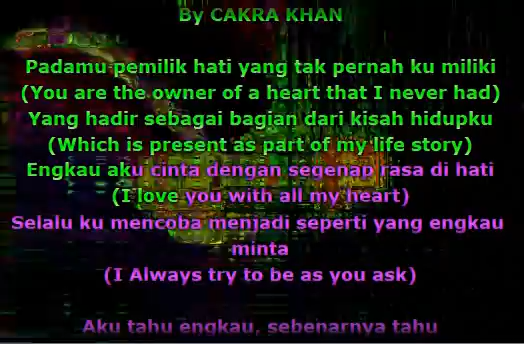 By CAKRA KHAN
Padamu pemilik hati yang tak pernah ku miliki
(You are the owner of a heart that I never had)
Yang hadir sebagai bagian dari kisah hidupku
(Which is present as part of my life story)
Engkau aku cinta dengan segenap rasa di hati
(I love you with all my heart)
Selalu ku mencoba menjadi seperti yang engkau
minta
(I Always try to be as you ask)
Aku tahu engkau, sebenarnya tahu